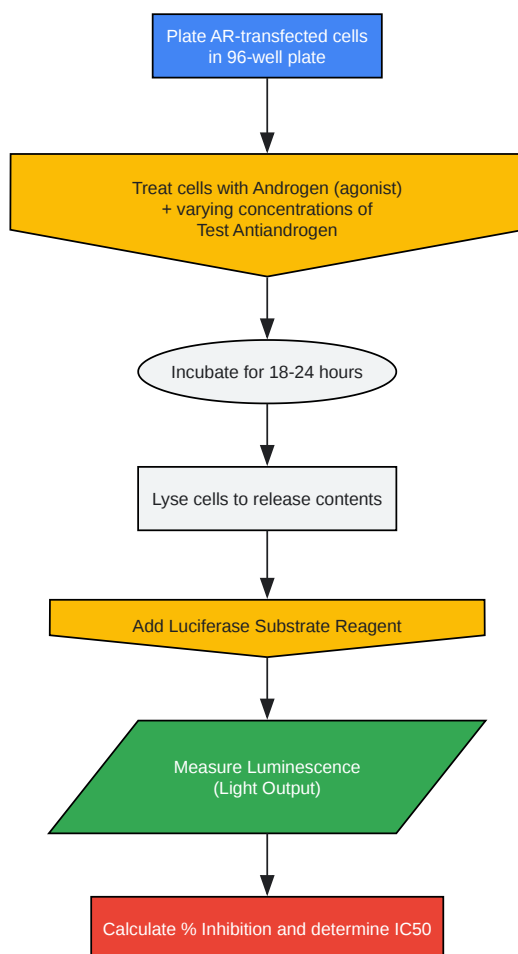 Plate AR-transfected cells
in 96-well plate
Treat cells with Androgen (agonist)
+ varying concentrations of
Test Antiandrogen
Incubate for 18-24 hours
Lyse cells to release contents
Add Luciferase Substrate Reagent
Measure Luminescence
(Light Output)
Calculate % Inhibition and determine IC50